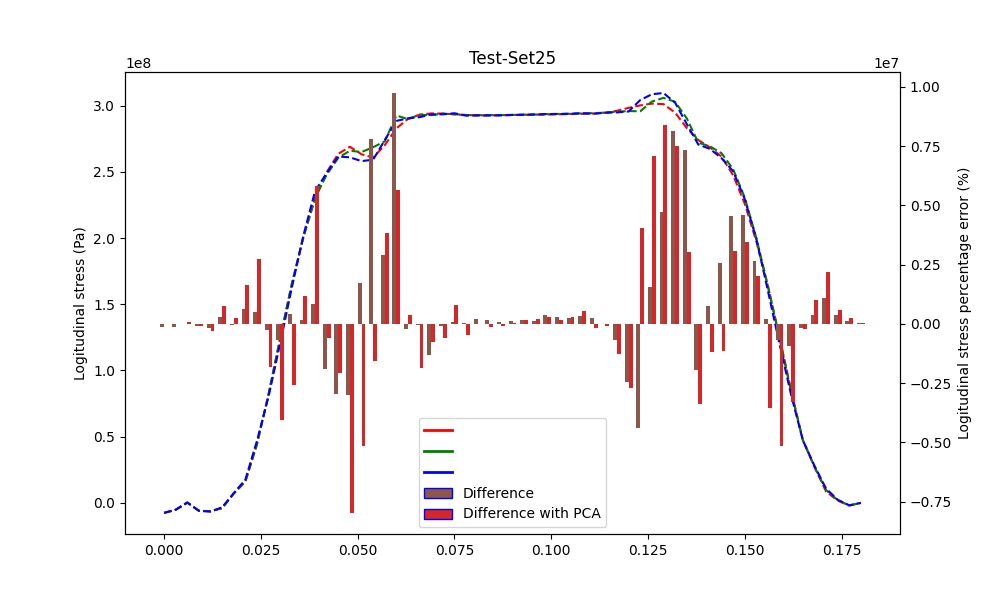 Test-Set25
1e8
1e7
3.0
2.5
2.0
1.5
1.0
0.5
0.0
Logitudinal stress (Pa)
1.00
0.75
0.50
0.25
0.00
−0.25
−0.50
−0.75
Logitudinal stress percentage error (%)
Difference
Difference with PCA
0.000 0.025 0.050 0.075 0.100 0.125 0.150 0.175